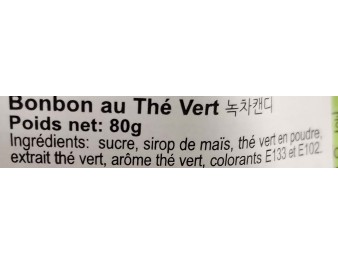 Bonbon au Thé Vert 녹차캔디
Poids net: 80g
Ingrédients: sucre, sirop de maïs, thé vert en poudre,
extrait thé vert, arôme thé vert, colorants E133 et E102.